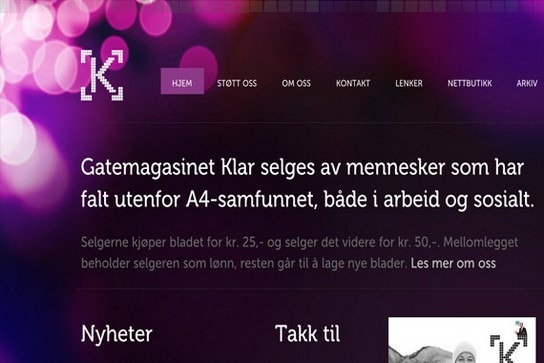 K
HJEM STØTT OSS OM OSS KONTAKT LENKER NETTBUTIKK ARKIV
Gatemagasinet Klar selges av mennesker som har
falt utenfor A4-samfunnet, både i arbeid og sosialt.
Selgerne kjøper bladet for kr. 25,- og selger det videre for kr. 50,-. Mellomlegget
beholder selgeren som lønn, resten går til å lage nye blader. Les mer om oss
Nyheter Takk til
K